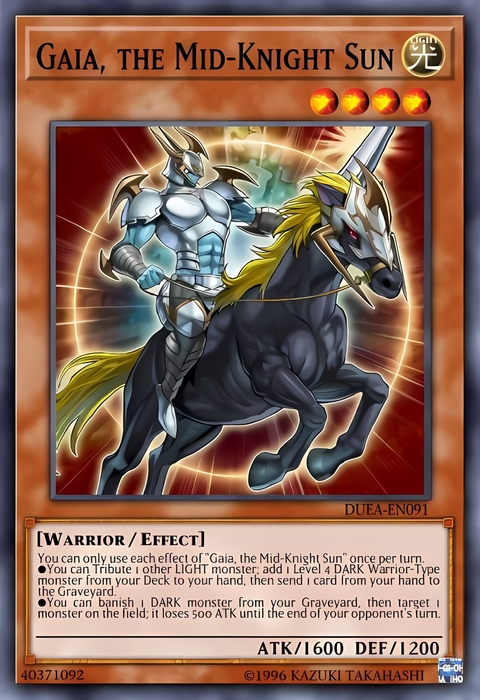 GAIA, THE MID-KNIGHT SUN
LIGHT
光
DUEA-EN091
[WARRIOR / EFFECT]
You can only use each effect of "Gaia, the Mid-Knight Sun" once per turn.
●You can Tribute 1 other LIGHT monster; add 1 Level 4 DARK Warrior-Type
monster from your Deck to your hand, then send 1 card from your hand to
the Graveyard.
●You can banish 1 DARK monster from your Graveyard, then target 1
monster on the field; it loses 500 ATK until the end of your opponent's turn.
ATK/1600 DEF/1200
40371092
©1996 KAZUKI TAKAHASHI